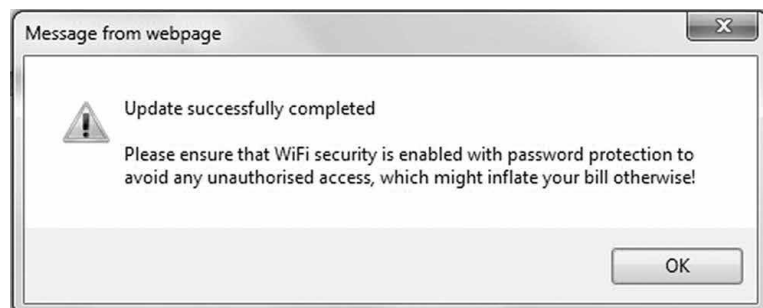 Message from webpage
Update successfully completed
Please ensure that WiFi security is enabled with password protection to
avoid any unauthorised access, which might inflate your bill otherwise!
OK